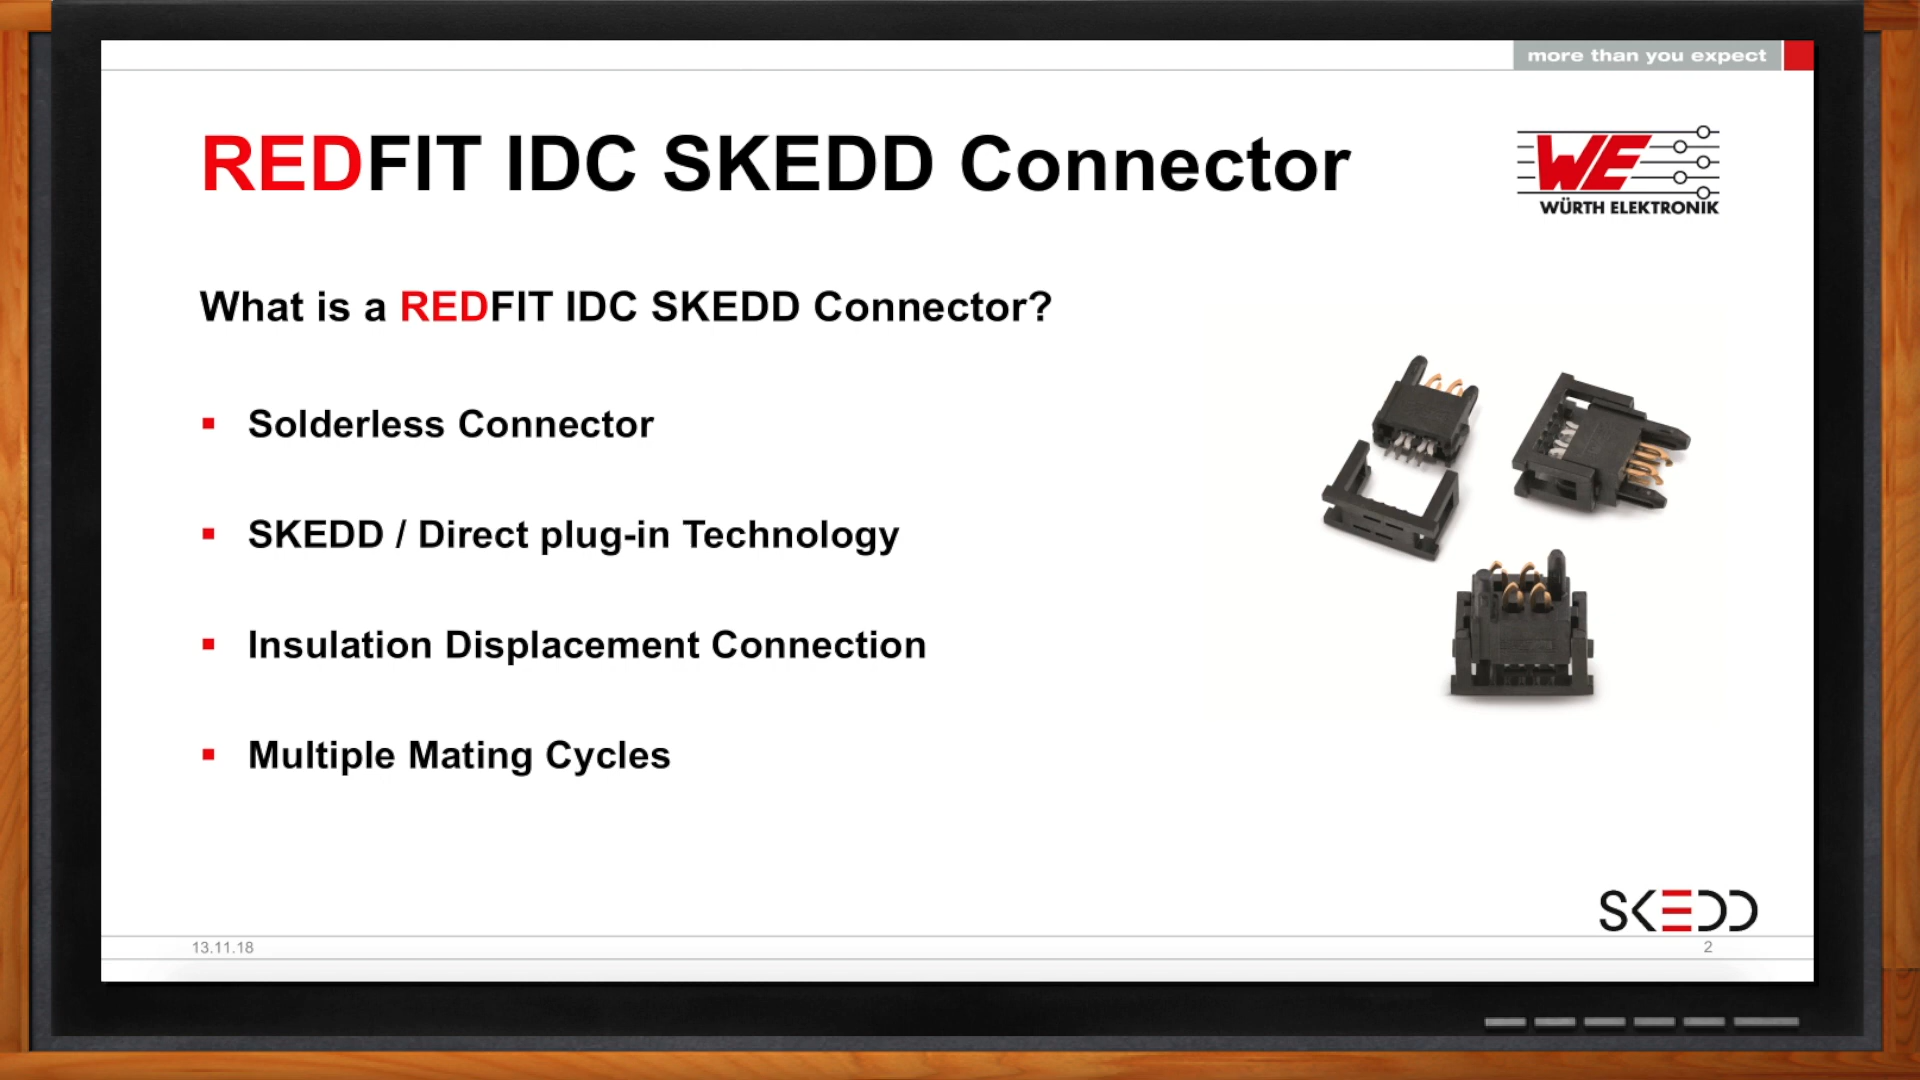 more than you expect
REDFIT IDC SKEDD Connector
WE
WÜRTH ELEKTRONIK
What is a REDFIT IDC SKEDD Connector?
▪ Solderless Connector
▪ SKEDD / Direct plug-in Technology
▪ Insulation Displacement Connection
▪ Multiple Mating Cycles
SKEDD
13.11.18
2